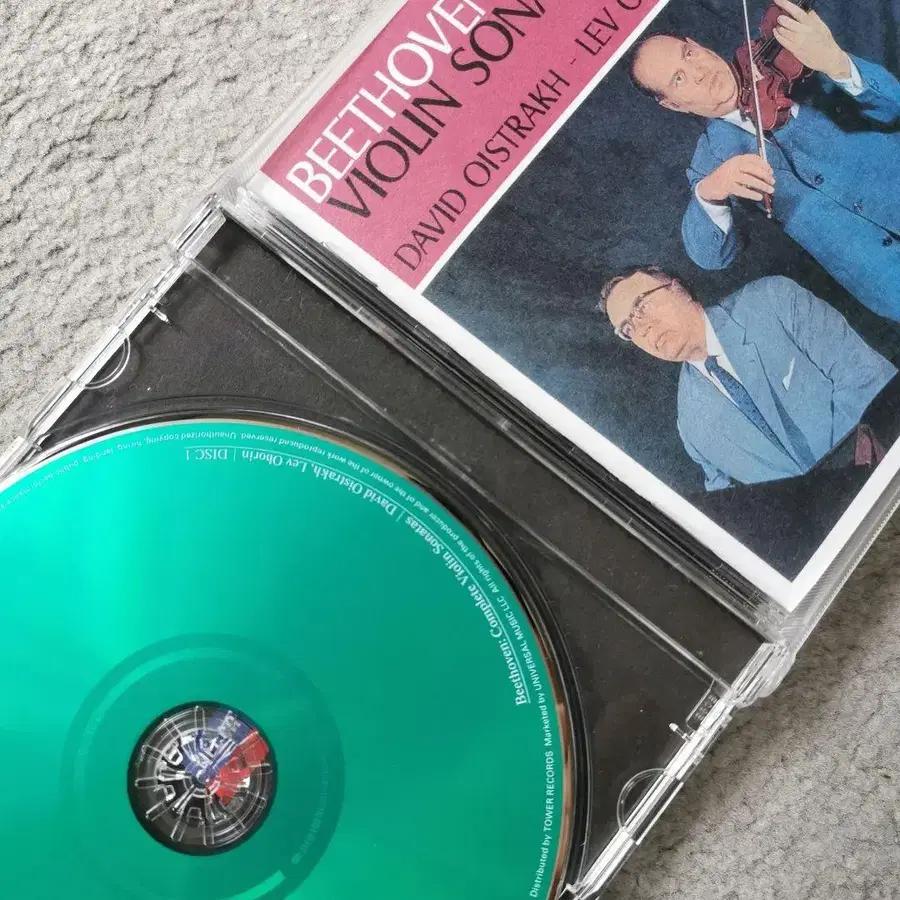 BEETHOVEN
VIOLIN SONA
DAVID OISTRAKH - LEV O
Beethoven: Complete Violin Sonatas | David Oistrakh, Lev Oborin | DISC 1
Distributed by TOWER RECORDS Marketed by UNIVERSAL MUSIC LLC All rights of the producer and of the owner of the work reproduced reserved. Unauthorized copying, hiring, lending, public